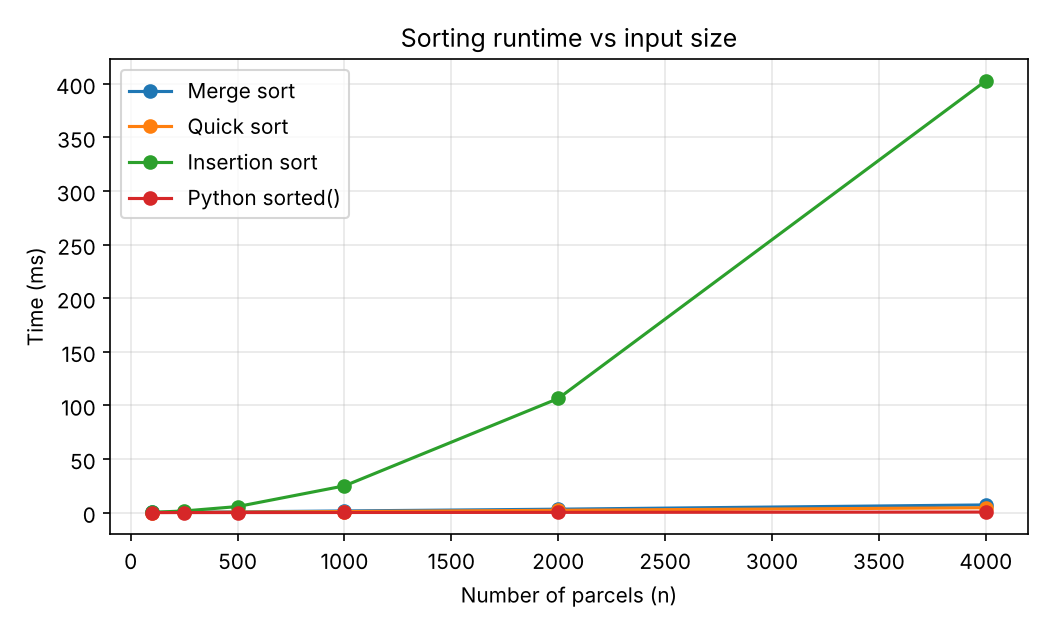 Sorting runtime vs input size
Merge sort
Quick sort
Insertion sort
Python sorted()
Time (ms)
400
350
300
250
200
150
100
50
0
0 500 1000 1500 2000 2500 3000 3500 4000
Number of parcels (n)